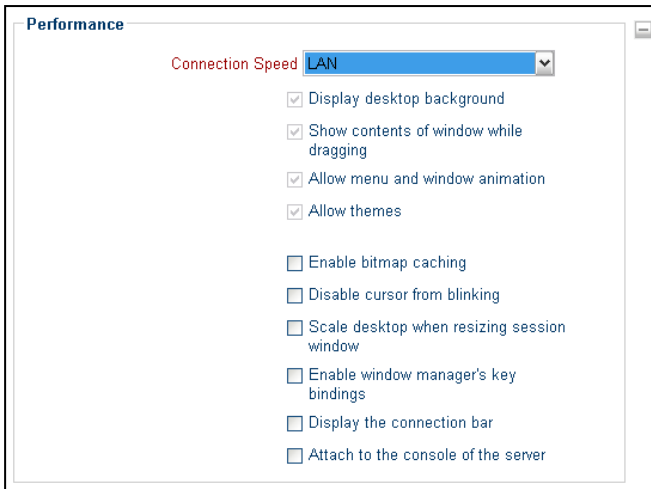 Performance
Connection Speed LAN
Display desktop background
Show contents of window while
dragging
Allow menu and window animation
Allow themes
Enable bitmap caching
Disable cursor from blinking
Scale desktop when resizing session
window
Enable window manager's key
bindings
Display the connection bar
Attach to the console of the server